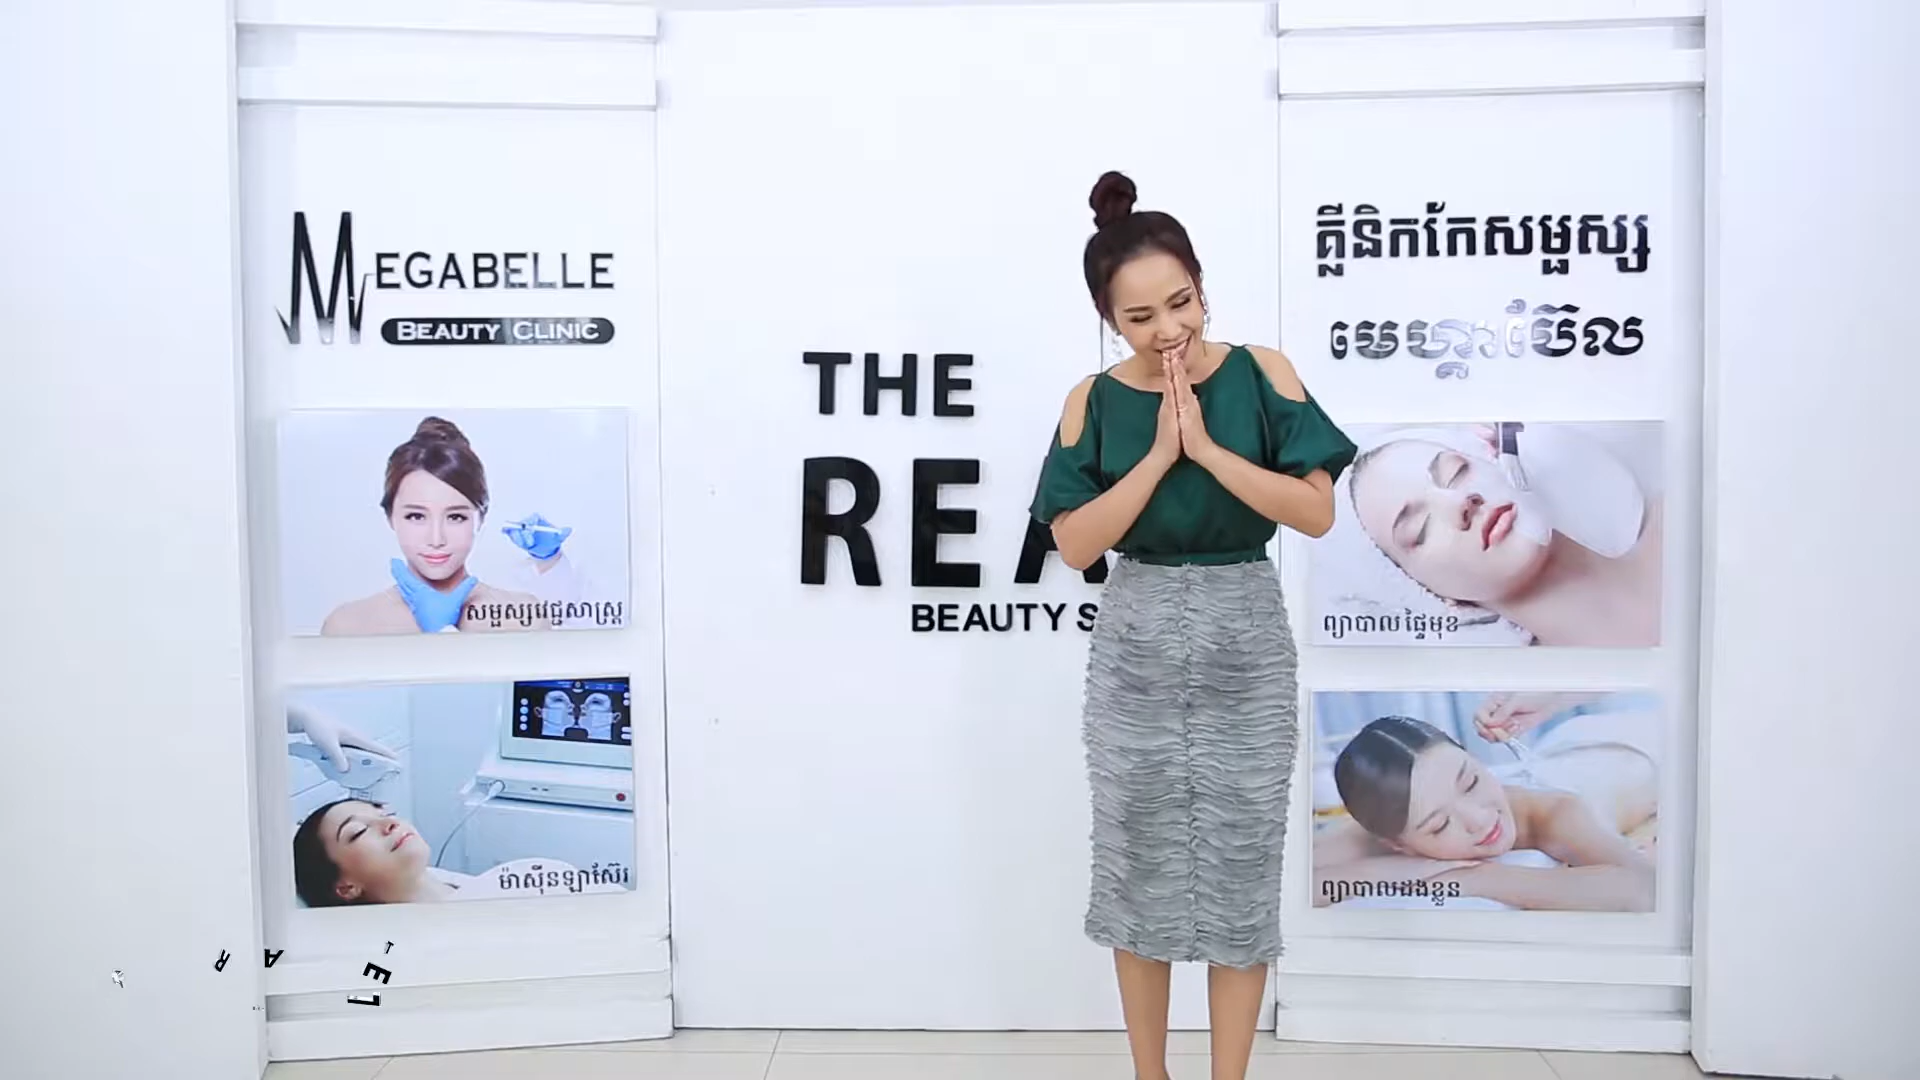 MEGABELLE
BEAUTY CLINIC
សម្ផស្សវេជ្ជសាស្ត្រ
ម៉ាស៊ីនឡាស៊ែរ
THE
REA
BEAUTY S
គ្លីនិកកែសម្ផស្ស
មេហ្គាប៊ែល
ព្យាបាលផ្ទៃមុខ
ព្យាបាលដងខ្លួន